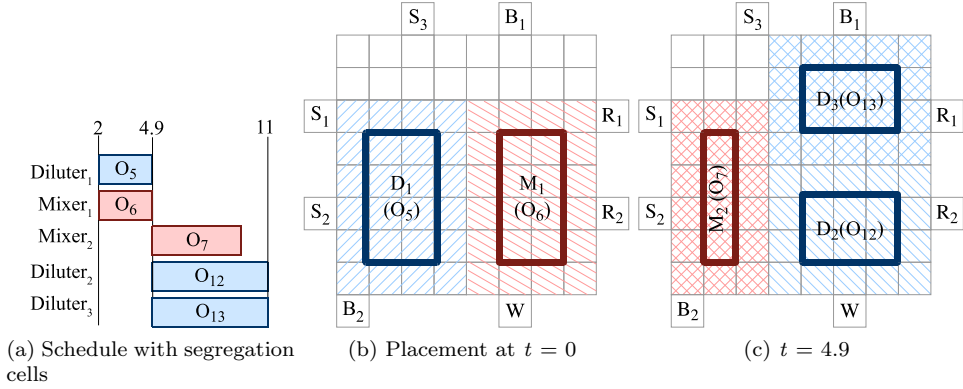 S₃ B₁ S₃ B₁
2 4.9 11
S₁ R₁ S₁ D₃(O₁₃) R₁
Diluter₁ O₅
Mixer₁ O₆
Mixer₂ O₇
Diluter₂ O₁₂
Diluter₃ O₁₃
S₂ D₁ M₁ R₂
(O₅) (O₆)
S₂ M₂ (O₇) D₂(O₁₂) R₂
B₂ W B₂ W
(a) Schedule with segregation
cells
(b) Placement at t = 0
(c) t = 4.9